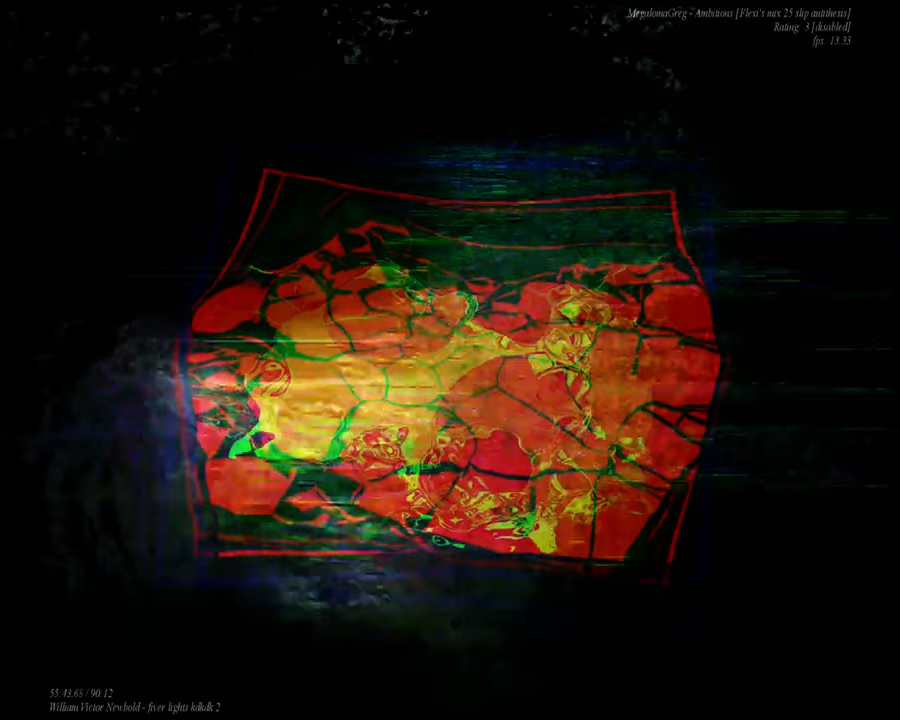 MegalomaGreg - Ambitions [Flexi's mix 25 slip antithesis]
Rating: 3 [disabled]
fps: 13.33
55:43.68 / 90:12
William Victor Newbold - fiver lights kdkdk 2